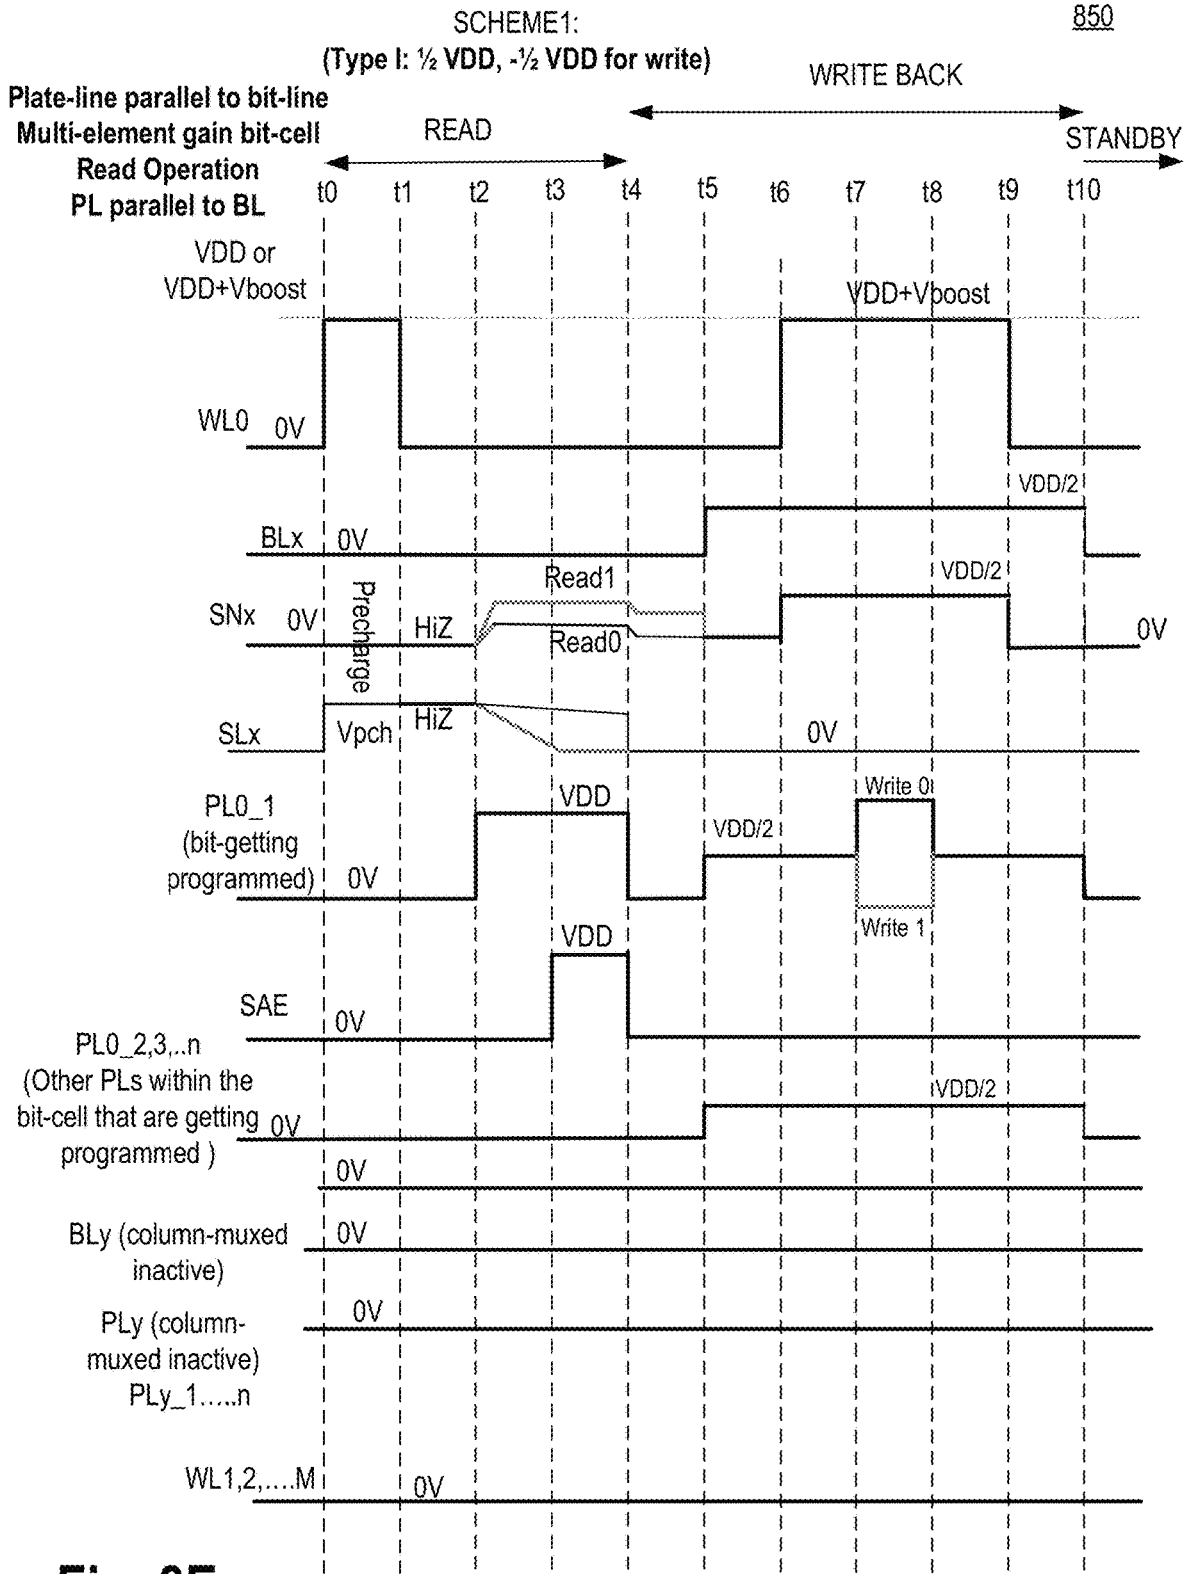 SCHEME1:
850
(Type I: ½ VDD, -½ VDD for write)
WRITE BACK
Plate-line parallel to bit-line
Multi-element gain bit-cell
READ
STANDBY
Read Operation
PL parallel to BL
t0 t1 t2 t3 t4 t5 t6 t7 t8 t9 t10
VDD or
VDD+Vboost
VDD+Vboost
WL0 0V
VDD/2
BLx 0V
Read1
VDD/2
SNx 0V
Precharge
HiZ
Read0
0V
HiZ
SLx
Vpch
0V
Write 0
VDD
PL0_1
VDD/2
(bit-getting
programmed)
0V
Write 1
VDD
SAE
0V
PL0_2,3,..n
(Other PLs within the
VDD/2
bit-cell that are getting
0V
programmed )
0V
BLy (column-muxed
0V
inactive)
0V
PLy (column-
muxed inactive)
PLy_1.....n
WL1,2,....M
0V